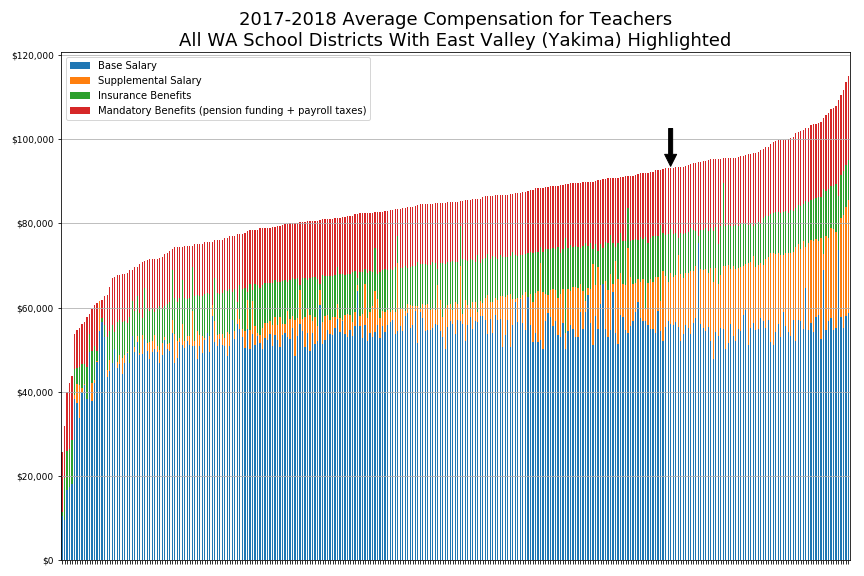 2017-2018 Average Compensation for Teachers
All WA School Districts With East Valley (Yakima) Highlighted
$120,000
Base Salary
Supplemental Salary
Insurance Benefits
Mandatory Benefits (pension funding + payroll taxes)
$100,000
$80,000
$60,000
$40,000
$20,000
$0